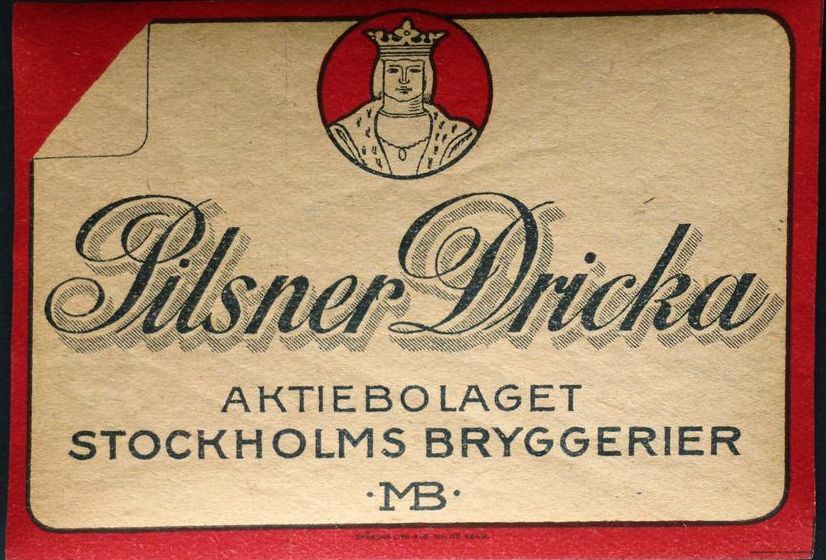 Pilsner Dricka
AKTIEBOLAGET
STOCKHOLMS BRYGGERIER
·MB·